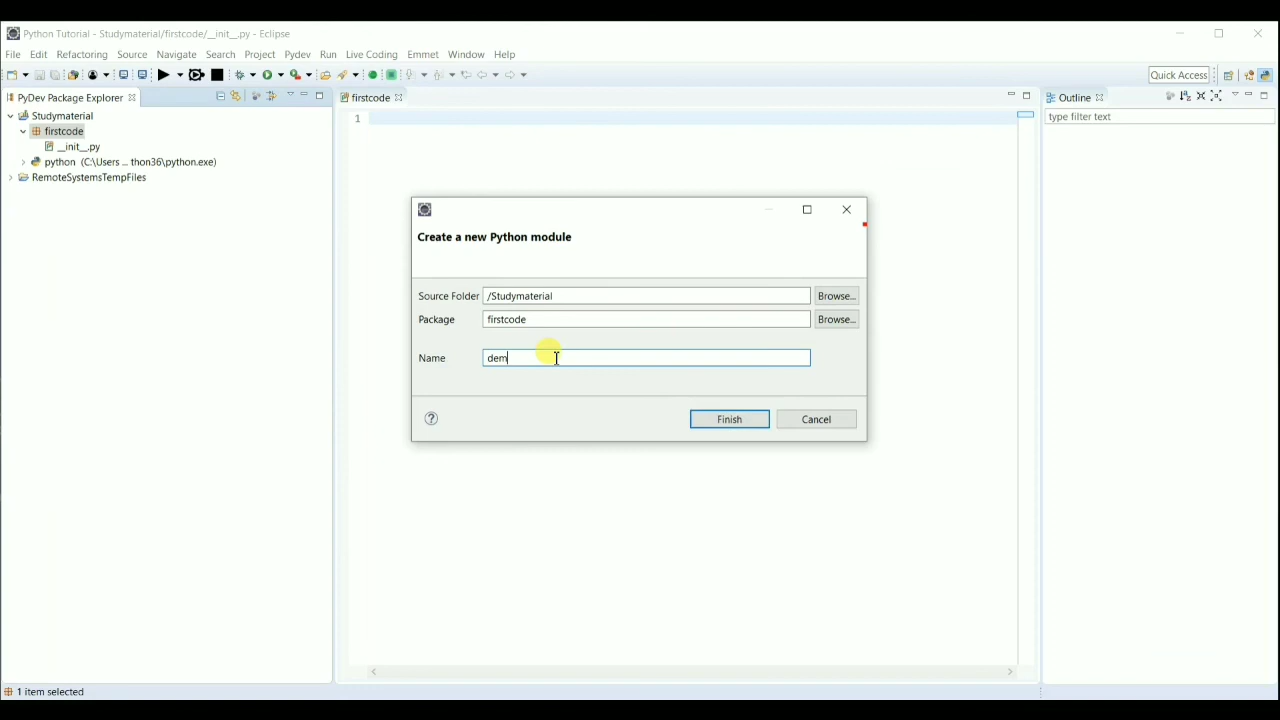 Python Tutorial - Studymaterial/firstcode/__init__.py - Eclipse
File Edit Refactoring Source Navigate Search Project Pydev Run Live Coding Emmet Window Help
Quick Access
PyDev Package Explorer
firstcode
Outline
Studymaterial
type filter text
1
firstcode
__init__.py
python (C:\Users ... thon36\python.exe)
RemoteSystemsTempFiles
Create a new Python module
Source Folder /Studymaterial Browse...
Package firstcode Browse...
Name dem
? Finish Cancel
1 item selected